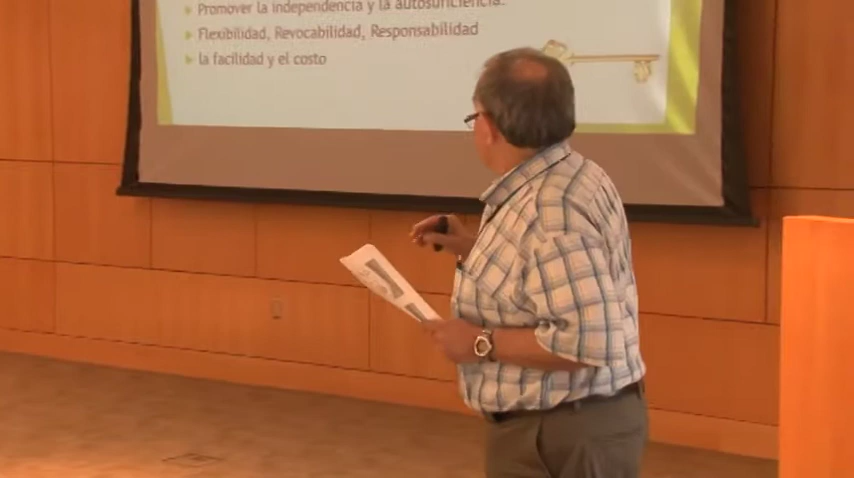 Promover la independencia y la autosuficiencia.
Flexibilidad, Revocabilidad, Responsabilidad
la facilidad y el costo